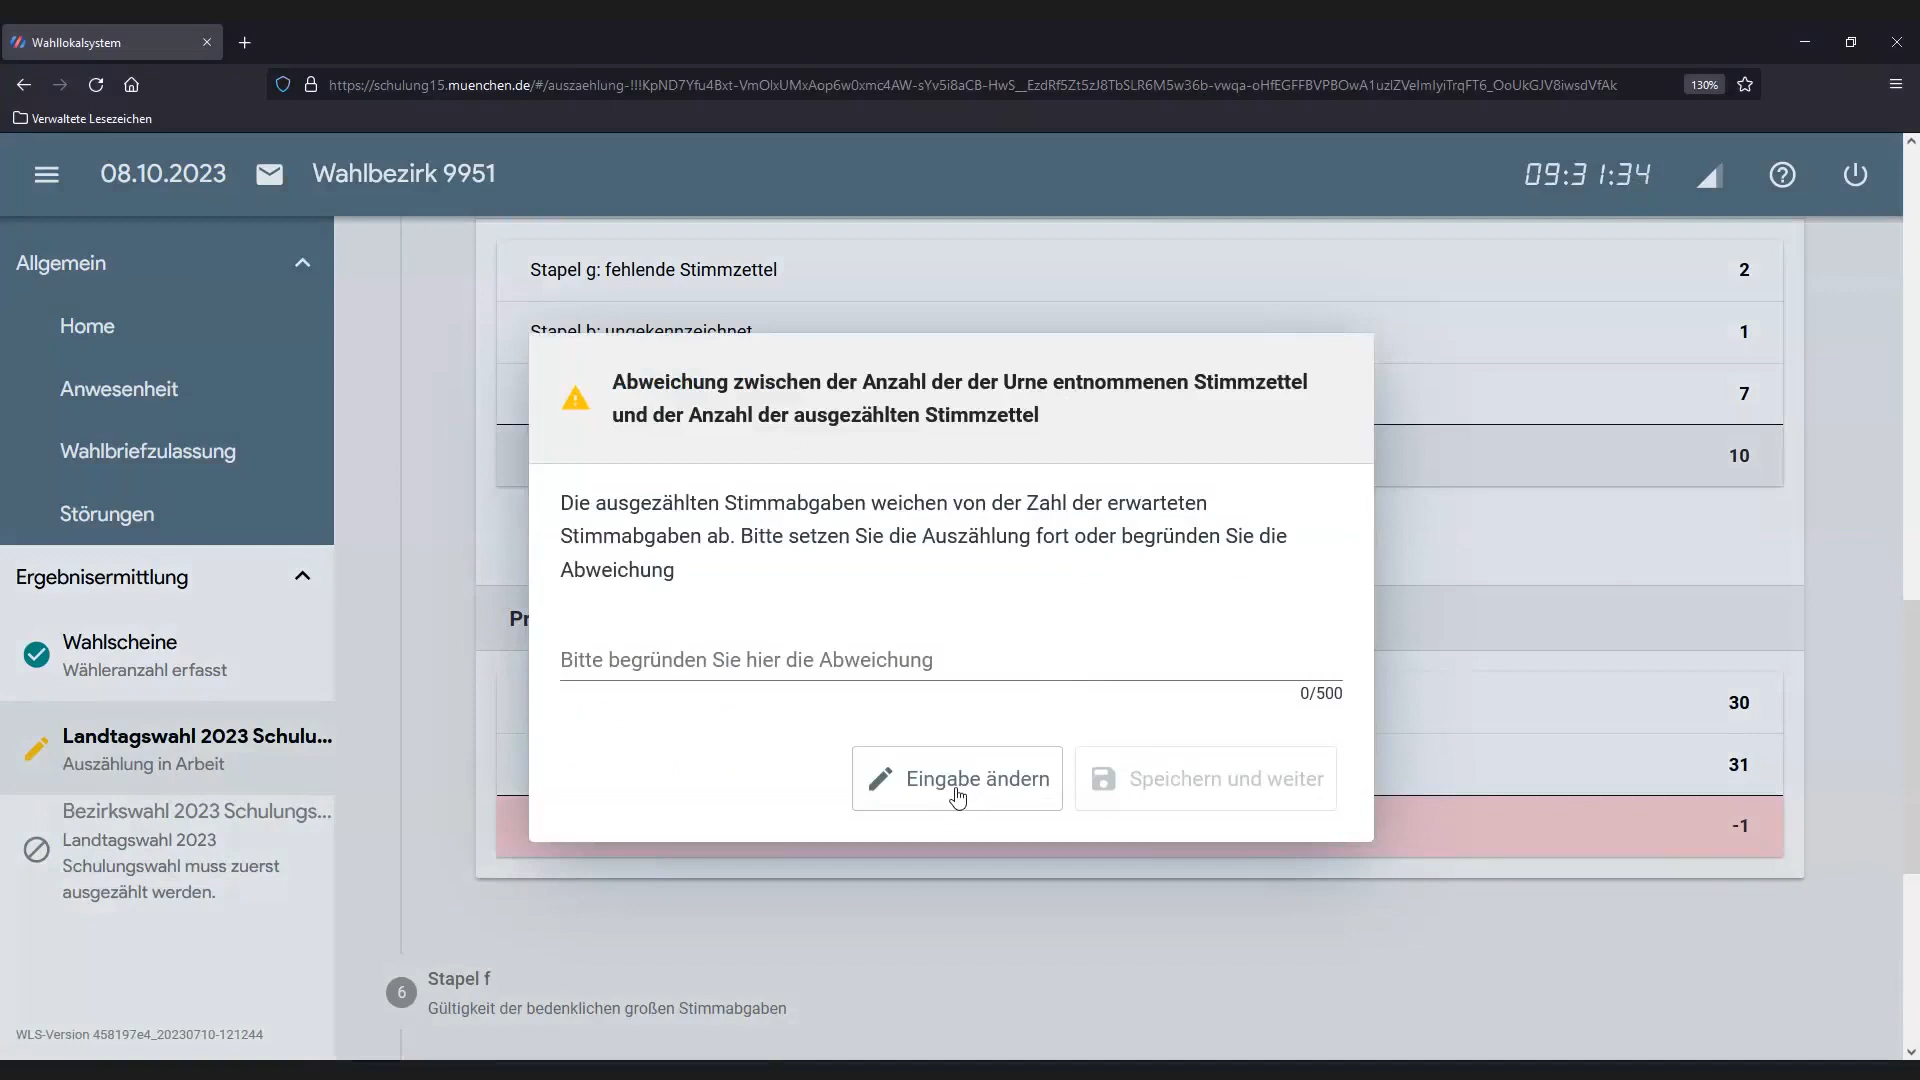 Wahllokalsystem
https://schulung15.muenchen.de/#/auszaehlung-!!!KpND7Yfu4Bxt-VmOlxUMxAop6w0xmc4AW-sYv5i8aCB-HwS__EzdRf5Zt5zJ8TbSLR6M5w36b-vwqa-oHfEGFFBVPBOwA1uzlZVeImlyiTrqFT6_OoUkGJV8iwsdVfAk
130%
Verwaltete Lesezeichen
08.10.2023
Wahlbezirk 9951
09:31:34
Allgemein
Home
Anwesenheit
Wahlbriefzulassung
Störungen
Ergebnisermittlung
Wahlscheine
Wähleranzahl erfasst
Landtagswahl 2023 Schulu...
Auszählung in Arbeit
Bezirkswahl 2023 Schulungs...
Landtagswahl 2023
Schulungswahl muss zuerst
ausgezählt werden.
WLS-Version 458197e4_20230710-121244
Stapel g: fehlende Stimmzettel 2
Stapel b: ungekennzeichnet 1
7
10
Abweichung zwischen der Anzahl der der Urne entnommenen Stimmzettel
und der Anzahl der ausgezählten Stimmzettel
Die ausgezählten Stimmabgaben weichen von der Zahl der erwarteten
Stimmabgaben ab. Bitte setzen Sie die Auszählung fort oder begründen Sie die
Abweichung
Bitte begründen Sie hier die Abweichung
0/500
Eingabe ändern
Speichern und weiter
Pr
30
31
-1
6
Stapel f
Gültigkeit der bedenklichen großen Stimmabgaben